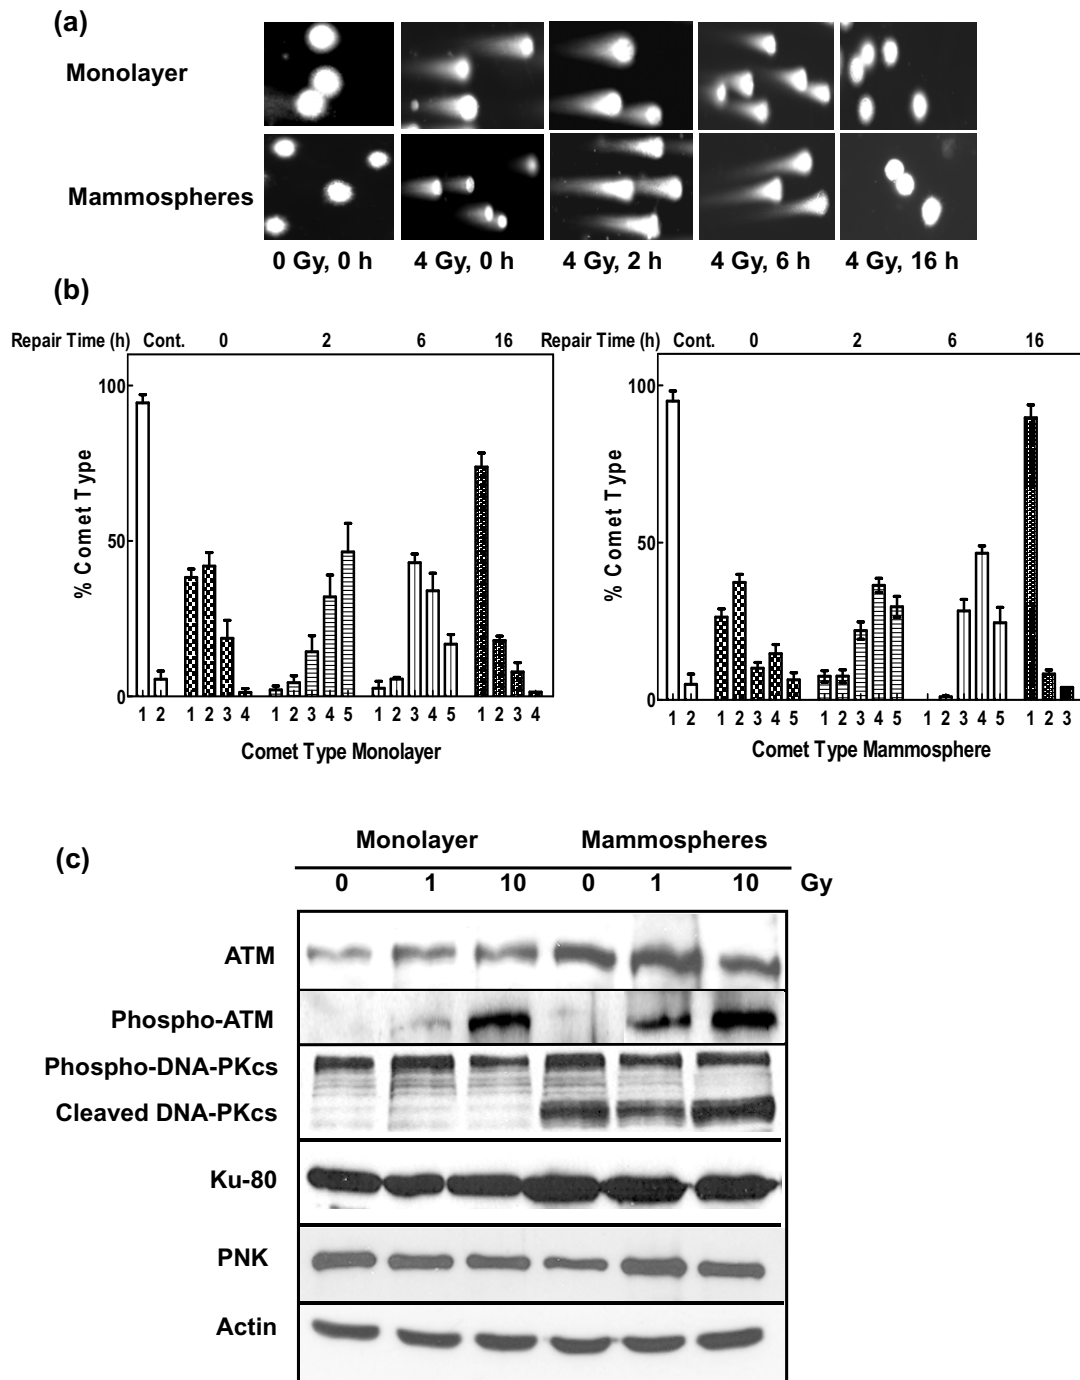 (a)
Monolayer
Mammospheres
0 Gy, 0 h 4 Gy, 0 h 4 Gy, 2 h 4 Gy, 6 h 4 Gy, 16 h
(b)
Repair Time (h) Cont. 0 2 6 16
100
50
0
% Comet Type
1 2 1 2 3 4 1 2 3 4 5 1 2 3 4 5 1 2 3 4
Comet Type Monolayer
Repair Time (h) Cont. 0 2 6 16
100
50
0
% Comet Type
1 2 1 2 3 4 5 1 2 3 4 5 1 2 3 4 5 1 2 3
Comet Type Mammosphere
(c)
Monolayer Mammospheres
0 1 10 0 1 10 Gy
ATM
Phospho-ATM
Phospho-DNA-PKcs
Cleaved DNA-PKcs
Ku-80
PNK
Actin